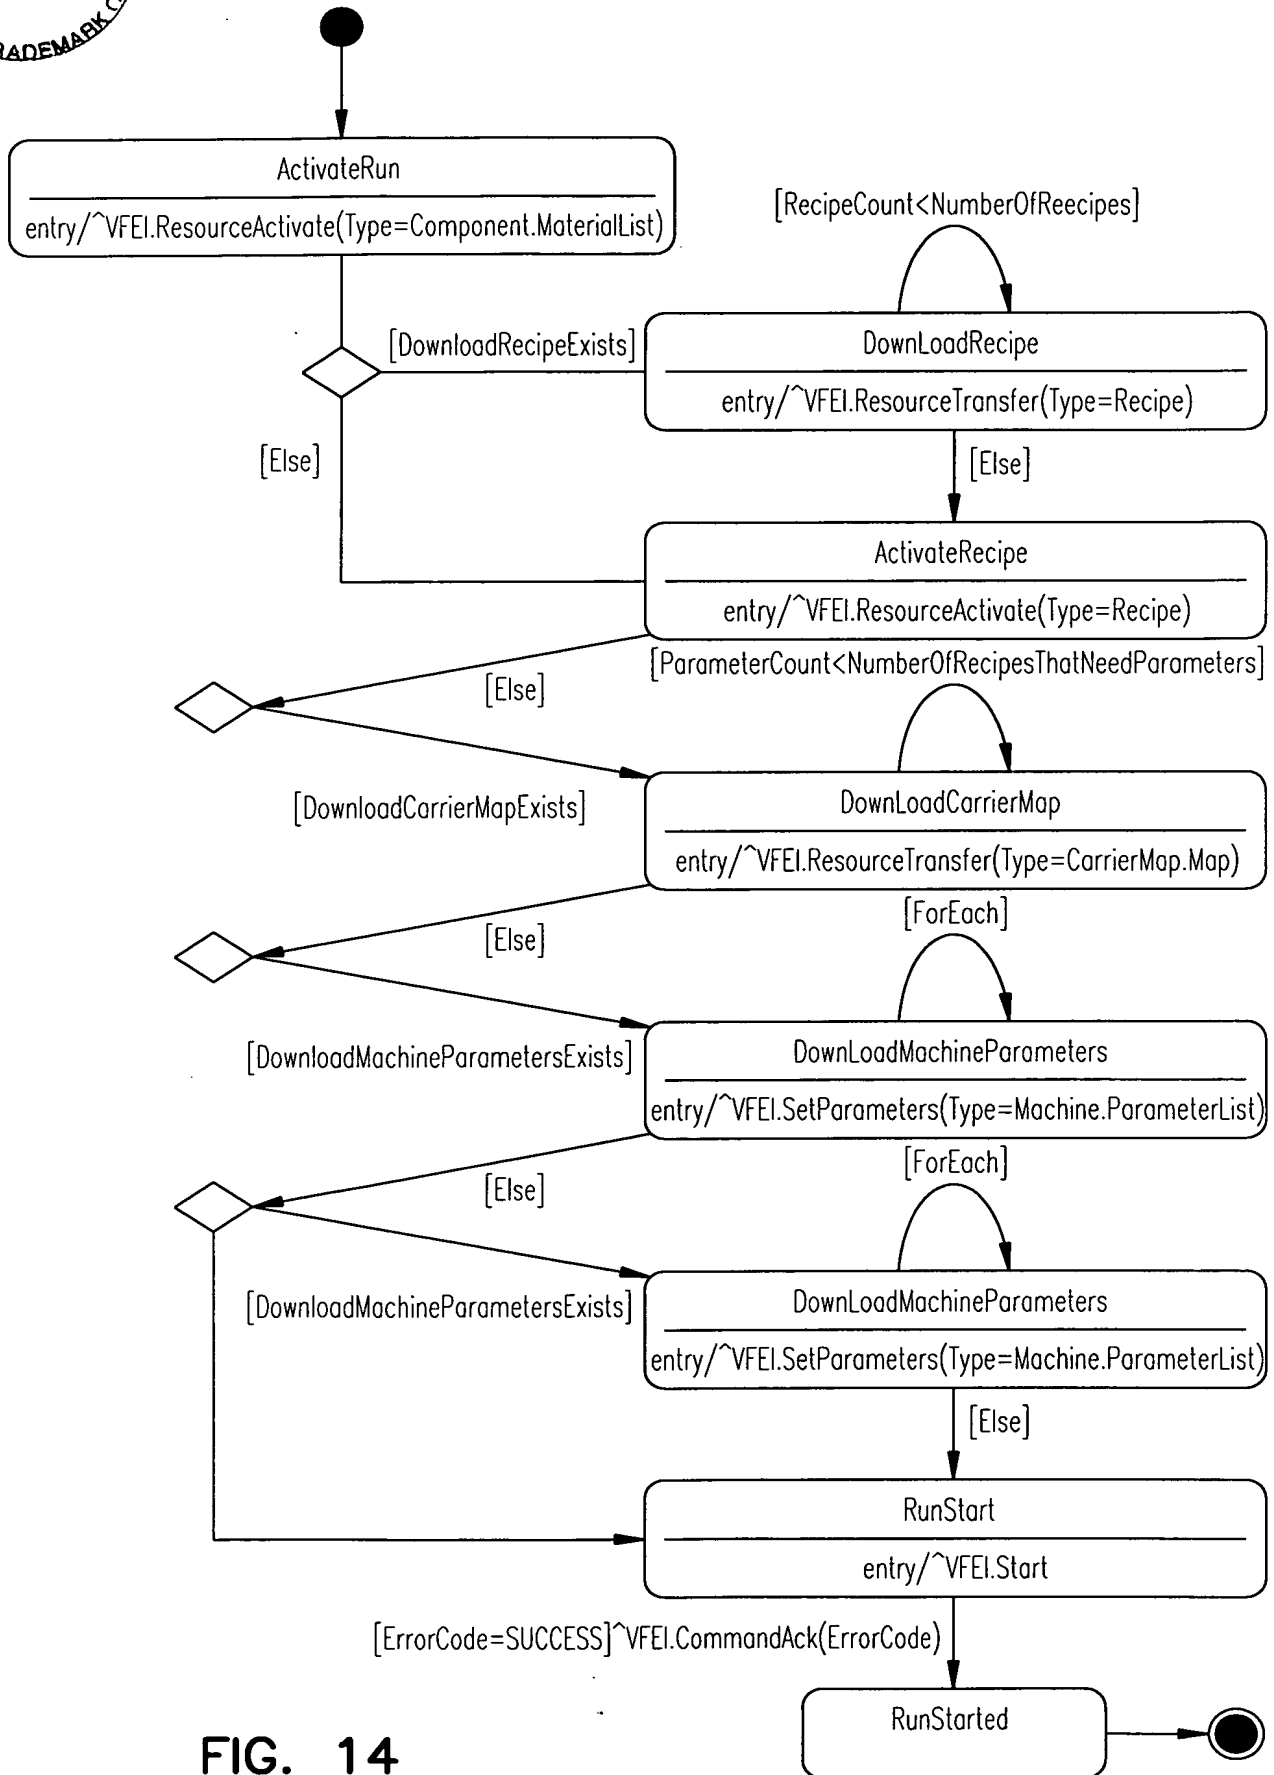 RADEMARK
ActivateRun
entry/^VFEI.ResourceActivate(Type=Component.MaterialList)
[RecipeCount<NumberOfReecipes]
[DownloadRecipeExists]
DownLoadRecipe
entry/^VFEI.ResourceTransfer(Type=Recipe)
[Else]
[Else]
ActivateRecipe
entry/^VFEI.ResourceActivate(Type=Recipe)
[ParameterCount<NumberOfRecipesThatNeedParameters]
[Else]
[DownloadCarrierMapExists]
DownLoadCarrierMap
entry/^VFEI.ResourceTransfer(Type=CarrierMap.Map)
[ForEach]
[Else]
[DownloadMachineParametersExists]
DownLoadMachineParameters
entry/^VFEI.SetParameters(Type=Machine.ParameterList)
[ForEach]
[Else]
[DownloadMachineParametersExists]
DownLoadMachineParameters
entry/^VFEI.SetParameters(Type=Machine.ParameterList)
[Else]
RunStart
entry/^VFEI.Start
[ErrorCode=SUCCESS]^VFEI.CommandAck(ErrorCode)
RunStarted
FIG. 14